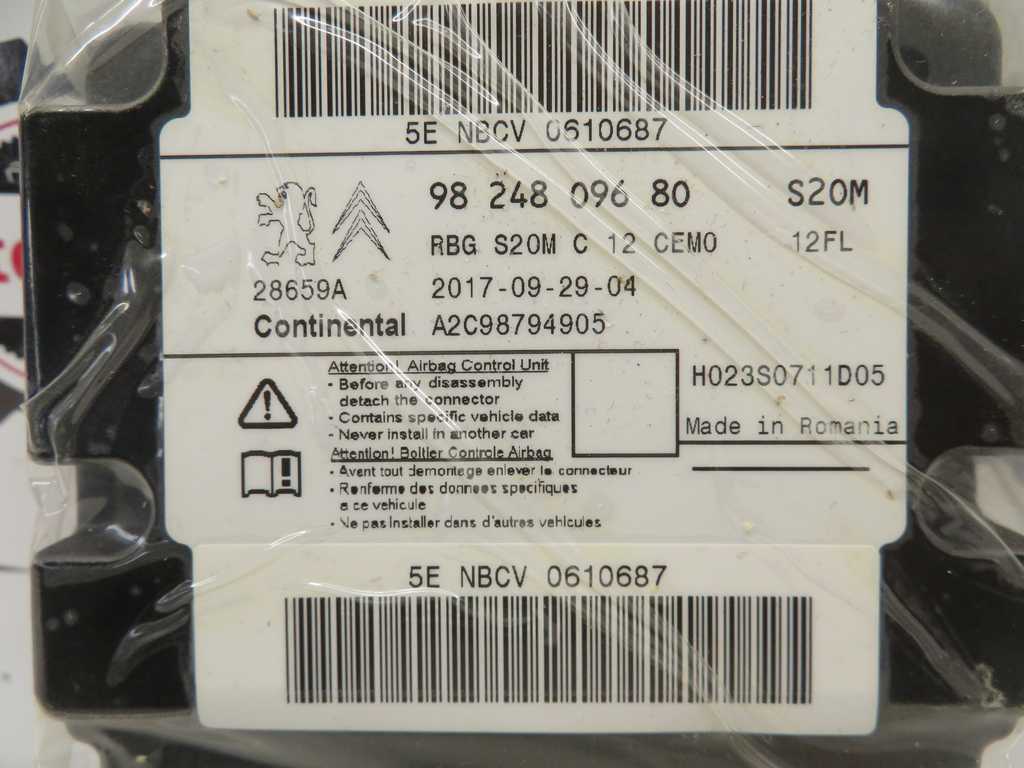 5E NBCV 0610687
98 248 096 80 S20M
RBG S20M C 12 CEM0 12FL
28659A 2017-09-29-04
Continental A2C98794905
Attention! Airbag Control Unit
- Before any disassembly
detach the connector
- Contains specific vehicle data
- Never install in another car
Attention! Boîtier Controle Airbag
- Avant tout demontage enlever le connecteur
- Renferme des donnees specifiques
a ce vehicule
- Ne pas installer dans d'autres vehicules
H023S0711D05
Made in Romania
5E NBCV 0610687